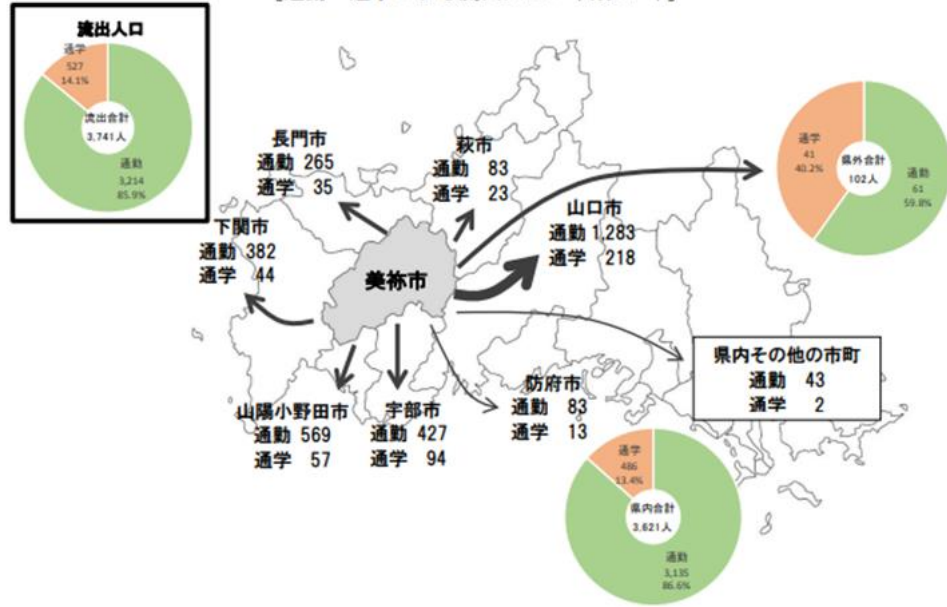 流出人口
通学
527
14.1%
流出合計
3,741人
通勤
3,214
85.9%
長門市
通勤 265
通学 35
萩市
通勤 83
通学 23
通学
41
40.2%
県外合計
102人
通勤
61
59.8%
下関市
通勤 382
通学 44
山口市
通勤 1,283
通学 218
美祢市
県内その他の市町
通勤 43
通学 2
山陽小野田市
通勤 569
通学 57
宇部市
通勤 427
通学 94
防府市
通勤 83
通学 13
通学
486
13.4%
県内合計
3,621人
通勤
3,135
86.6%